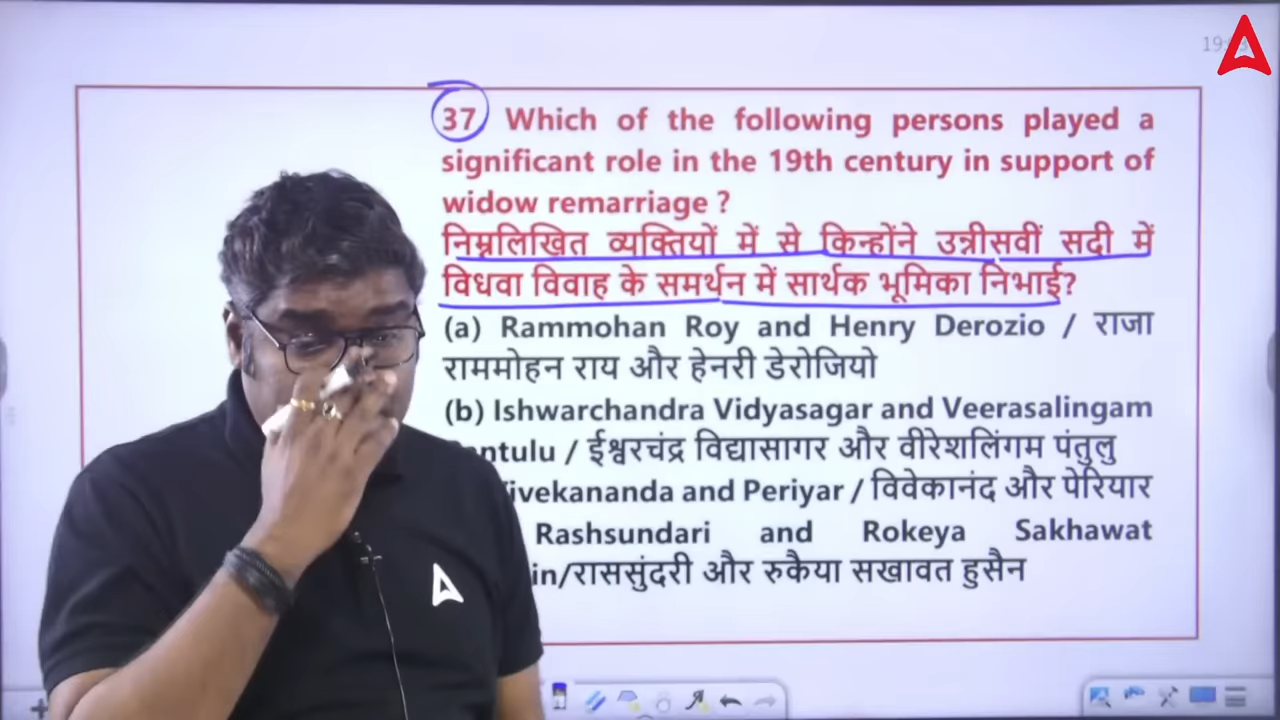 37 Which of the following persons played a
significant role in the 19th century in support of
widow remarriage ?
निम्नलिखित व्यक्तियों में से किन्होंने उन्नीसवीं सदी में
विधवा विवाह के समर्थन में सार्थक भूमिका निभाई?
(a) Rammohan Roy and Henry Derozio / राजा
राममोहन राय और हेनरी डेरोजियो
(b) Ishwarchandra Vidyasagar and Veerasalingam
/ ईश्वरचंद्र विद्यासागर और वीरेशलिंगम पंतुलु
and Periyar / विवेकानंद और पेरियार
Rashsundari and Rokeya Sakhawat
/राससुंदरी और रुकैया सखावत हुसैन